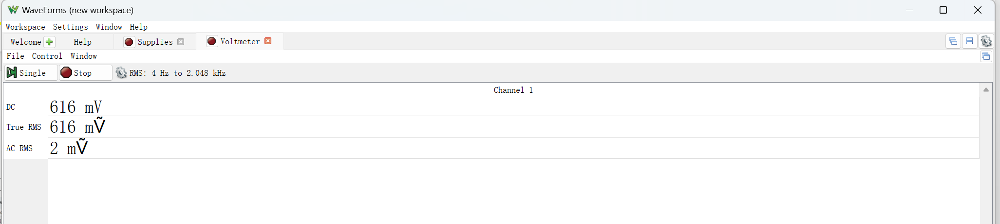 WaveForms (new workspace)
Workspace Settings Window Help
Welcome Help Supplies Voltmeter
File Control Window
1 Single Stop RMS: 4 Hz to 2.048 kHz
Channel 1
DC 616 mV
True RMS 616 mṼ
AC RMS 2 mṼ